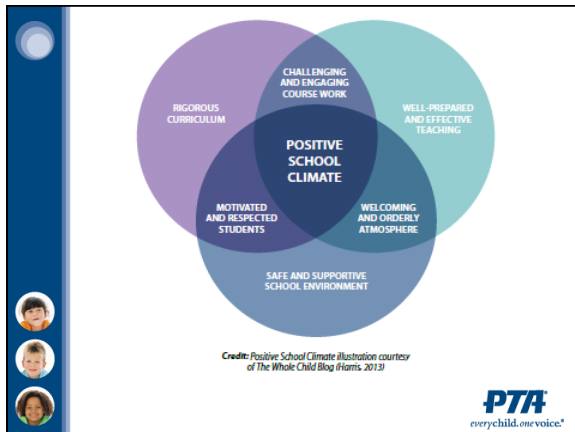 CHALLENGING
AND ENGAGING
COURSE WORK
RIGOROUS
CURRICULUM
WELL-PREPARED
AND EFFECTIVE
TEACHING
POSITIVE
SCHOOL
CLIMATE
MOTIVATED
AND RESPECTED
STUDENTS
WELCOMING
AND ORDERLY
ATMOSPHERE
SAFE AND SUPPORTIVE
SCHOOL ENVIRONMENT
Credit: Positive School Climate illustration courtesy
of The Whole Child Blog (Harris, 2013)
PTA®
everychild.onevoice.®